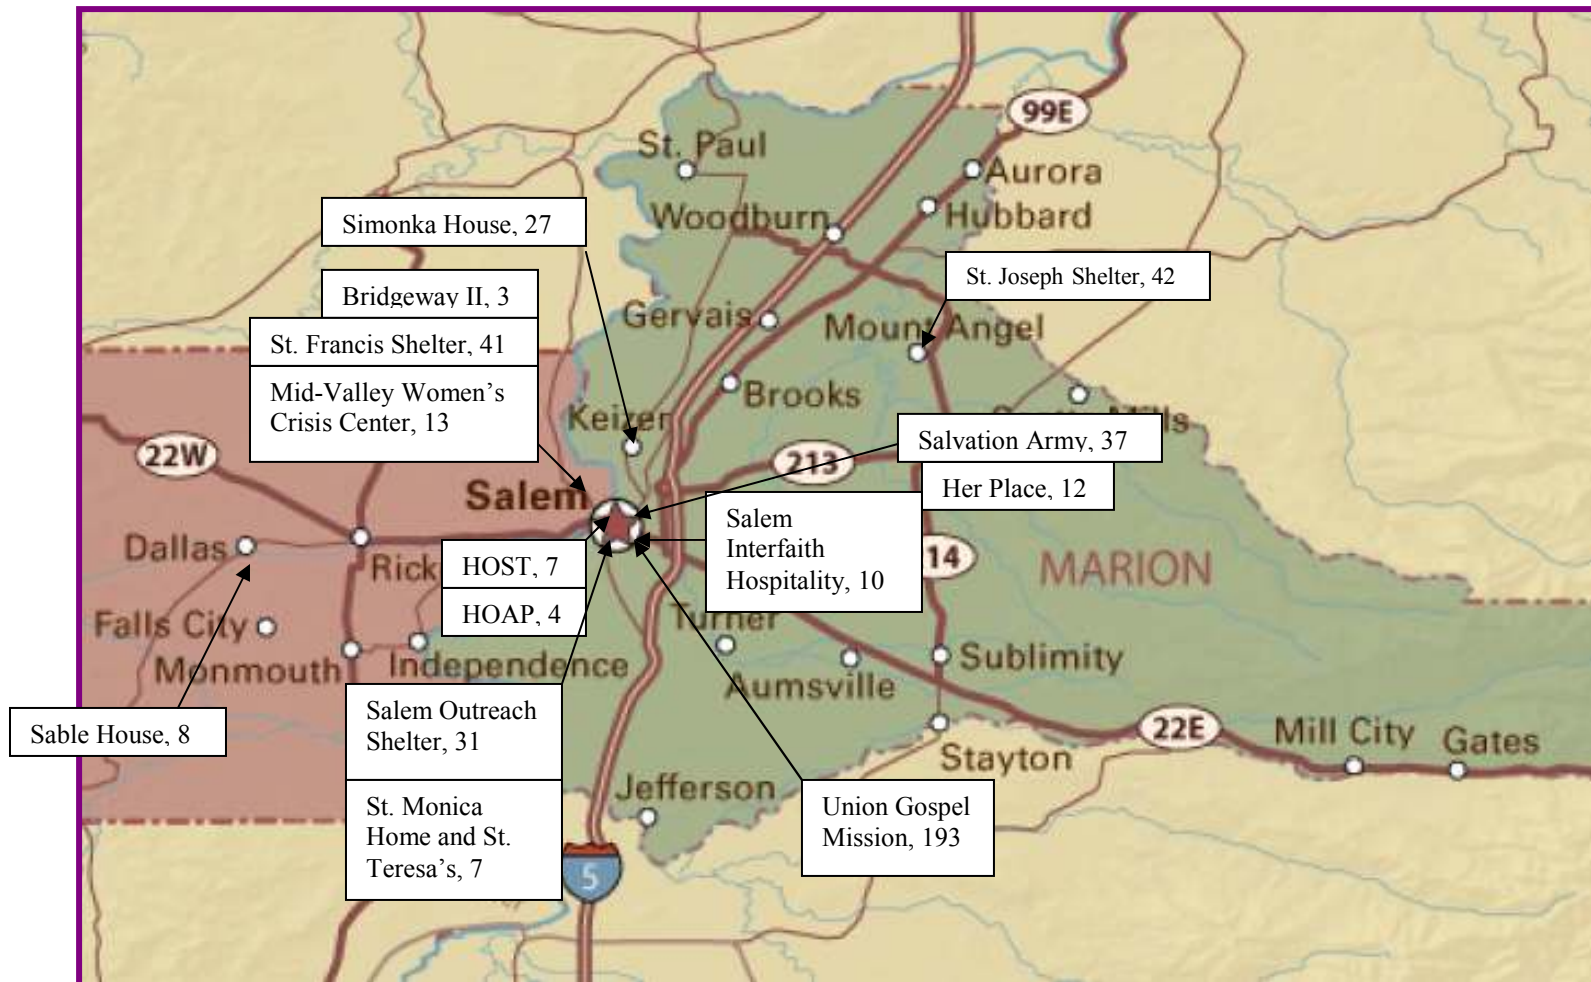 99E
St. Paul
Aurora
Woodburn
Hubbard
Simonka House, 27
St. Joseph Shelter, 42
Bridgeway II, 3
Gervais
Mount Angel
St. Francis Shelter, 41
Mid-Valley Women’s
Crisis Center, 13
Brooks
Keizer
Salvation Army, 37
22W
213
Her Place, 12
Salem
Salem
Interfaith
Hospitality, 10
Dallas
Rick
HOST, 7
HOAP, 4
14
MARION
Falls City
Turner
Monmouth
Independence
Aumsville
Sublimity
Sable House, 8
Salem Outreach
Shelter, 31
22E
Mill City
Gates
Stayton
Jefferson
St. Monica
Home and St.
Teresa’s, 7
Union Gospel
Mission, 193
5